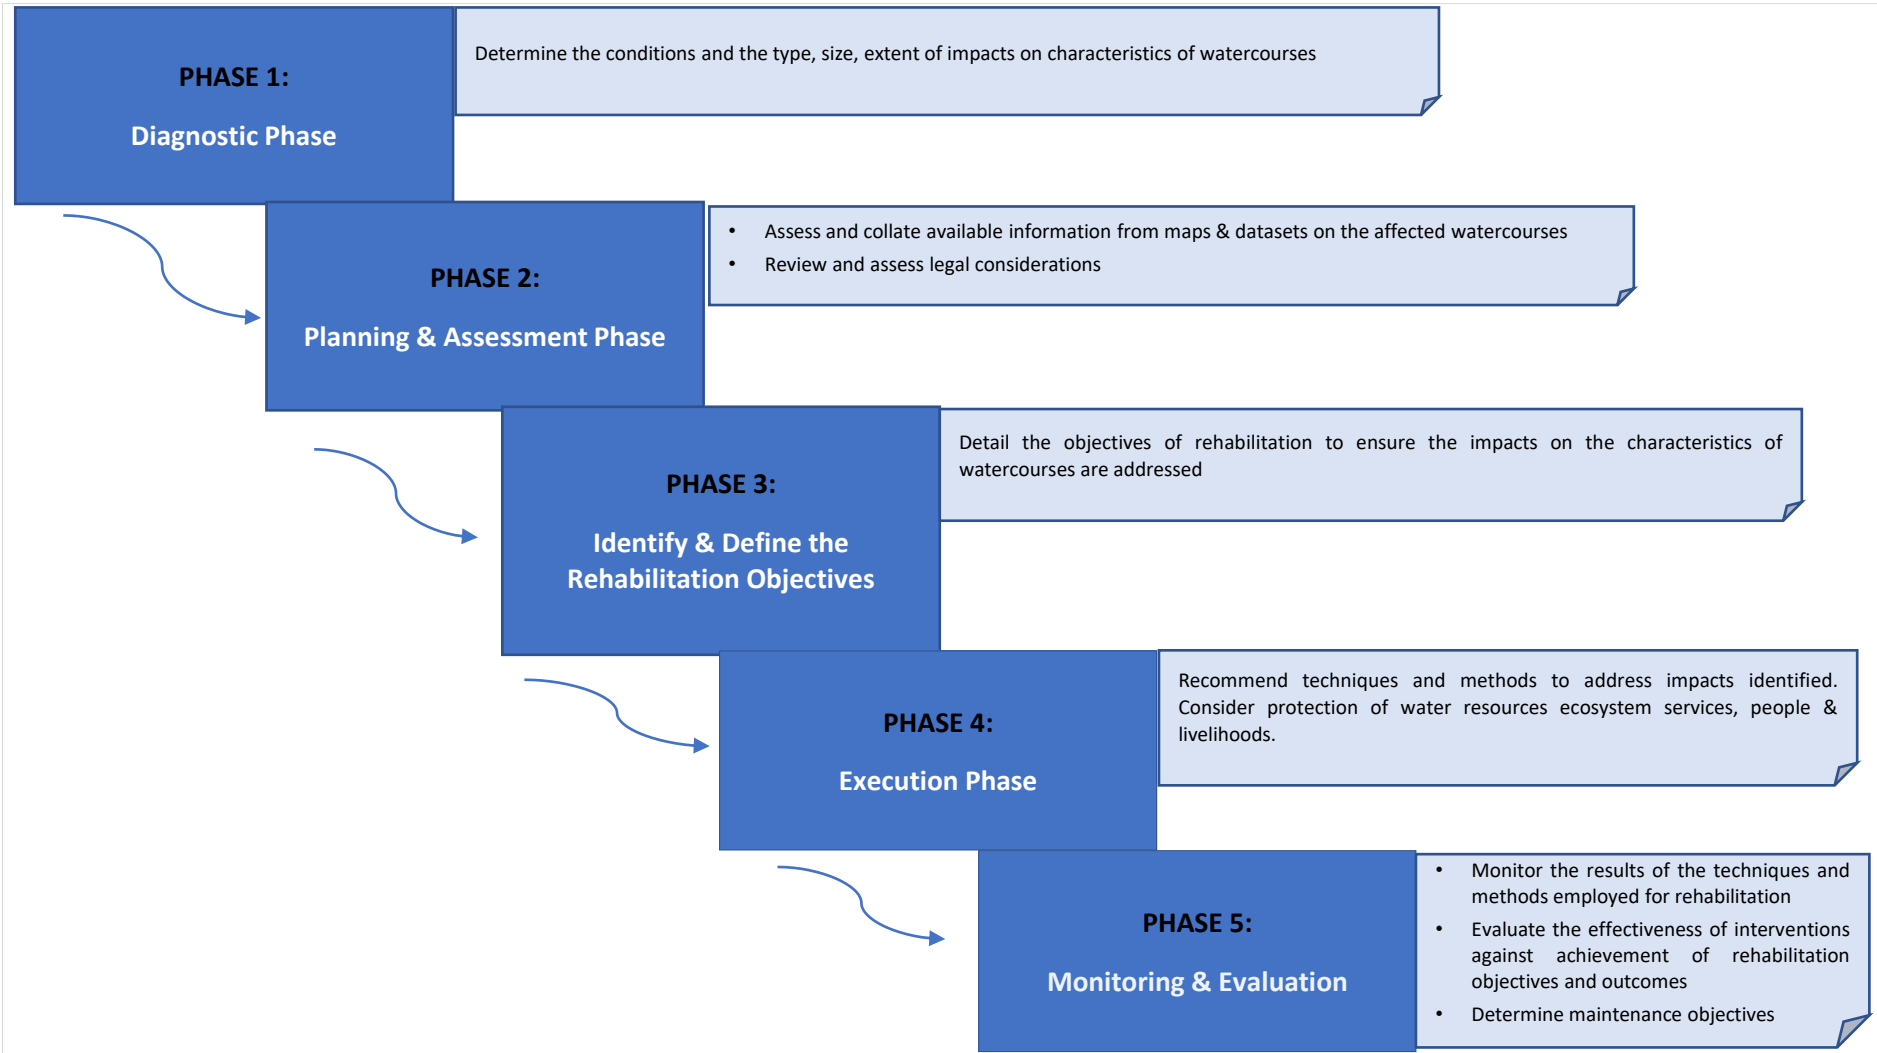 PHASE 1:
Diagnostic Phase
Determine the conditions and the type, size, extent of impacts on characteristics of watercourses
PHASE 2:
Planning & Assessment Phase
• Assess and collate available information from maps & datasets on the affected watercourses
• Review and assess legal considerations
PHASE 3:
Identify & Define the
Rehabilitation Objectives
Detail the objectives of rehabilitation to ensure the impacts on the characteristics of
watercourses are addressed
PHASE 4:
Execution Phase
Recommend techniques and methods to address impacts identified.
Consider protection of water resources ecosystem services, people &
livelihoods.
PHASE 5:
Monitoring & Evaluation
• Monitor the results of the techniques and
methods employed for rehabilitation
• Evaluate the effectiveness of interventions
against achievement of rehabilitation
objectives and outcomes
• Determine maintenance objectives